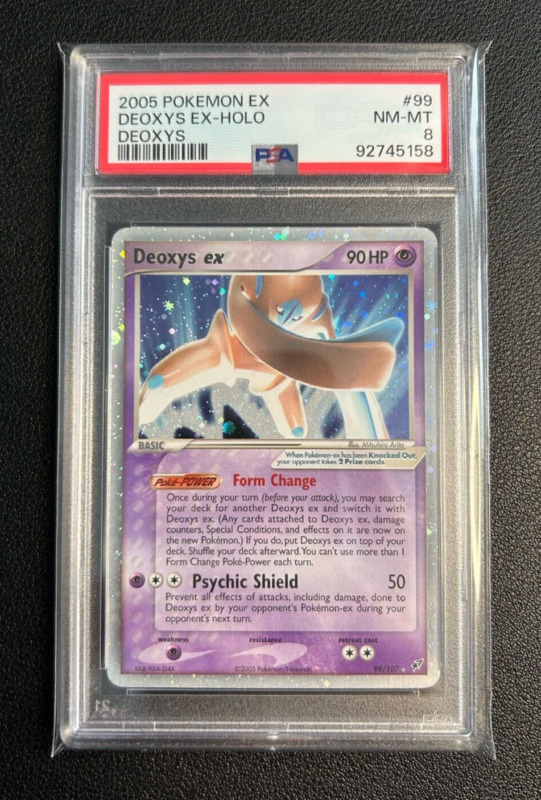 2005 POKEMON EX #99
DEOXYS EX-HOLO NM-MT
DEOXYS 8
PSA 92745158
Deoxys ex 90 HP
BASIC Illus. Mitsuhiro Arita
When Pokémon-ex has been Knocked Out,
your opponent takes 2 Prize cards.
Poké-POWER Form Change
Once during your turn (before your attack), you may search
your deck for another Deoxys ex and switch it with
Deoxys ex. (Any cards attached to Deoxys ex, damage
counters, Special Conditions, and effects on it are now on
the new Pokémon.) If you do, put Deoxys ex on top of your
deck. Shuffle your deck afterward. You can't use more than 1
Form Change Poké-Power each turn.
Psychic Shield 50
Prevent all effects of attacks, including damage, done to
Deoxys ex by your opponent's Pokémon-ex during your
opponent's next turn.
weakness resistance retreat cost
©2005 Pokémon/Nintendo 99/107